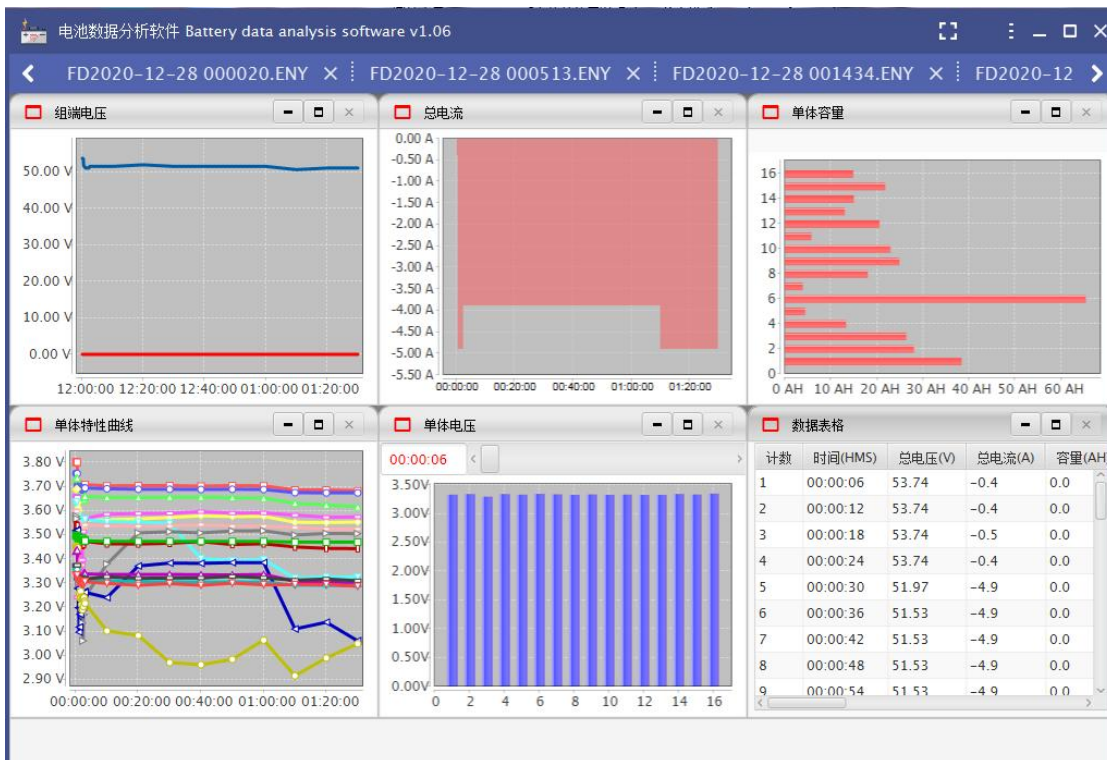 电池数据分析软件 Battery data analysis software v1.06
FD2020-12-28 000020.ENY
FD2020-12-28 000513.ENY
FD2020-12-28 001434.ENY
FD2020-12
组端电压
50.00 V
40.00 V
30.00 V
20.00 V
10.00 V
0.00 V
12:00:00 12:20:00 12:40:00 01:00:00 01:20:00
总电流
0.00 A
-0.50 A
-1.00 A
-1.50 A
-2.00 A
-2.50 A
-3.00 A
-3.50 A
-4.00 A
-4.50 A
-5.00 A
-5.50 A
00:00:00 00:20:00 00:40:00 01:00:00 01:20:00
单体容量
16
14
12
10
8
6
4
2
0
0 AH 10 AH 20 AH 30 AH 40 AH 50 AH 60 AH
单体特性曲线
3.80 V
3.70 V
3.60 V
3.50 V
3.40 V
3.30 V
3.20 V
3.10 V
3.00 V
2.90 V
00:00:00 00:20:00 00:40:00 01:00:00 01:20:00
单体电压
00:00:06
3.50V
3.00V
2.50V
2.00V
1.50V
1.00V
0.50V
0.00V
0 2 4 6 8 10 12 14 16
数据表格
计数 时间(HMS) 总电压(V) 总电流(A) 容量(AH)
1 00:00:06 53.74 -0.4 0.0
2 00:00:12 53.74 -0.4 0.0
3 00:00:18 53.74 -0.5 0.0
4 00:00:24 53.74 -0.4 0.0
5 00:00:30 51.97 -4.9 0.0
6 00:00:36 51.53 -4.9 0.0
7 00:00:42 51.53 -4.9 0.0
8 00:00:48 51.53 -4.9 0.0
9 00:00:54 51.53 -4.9 0.0